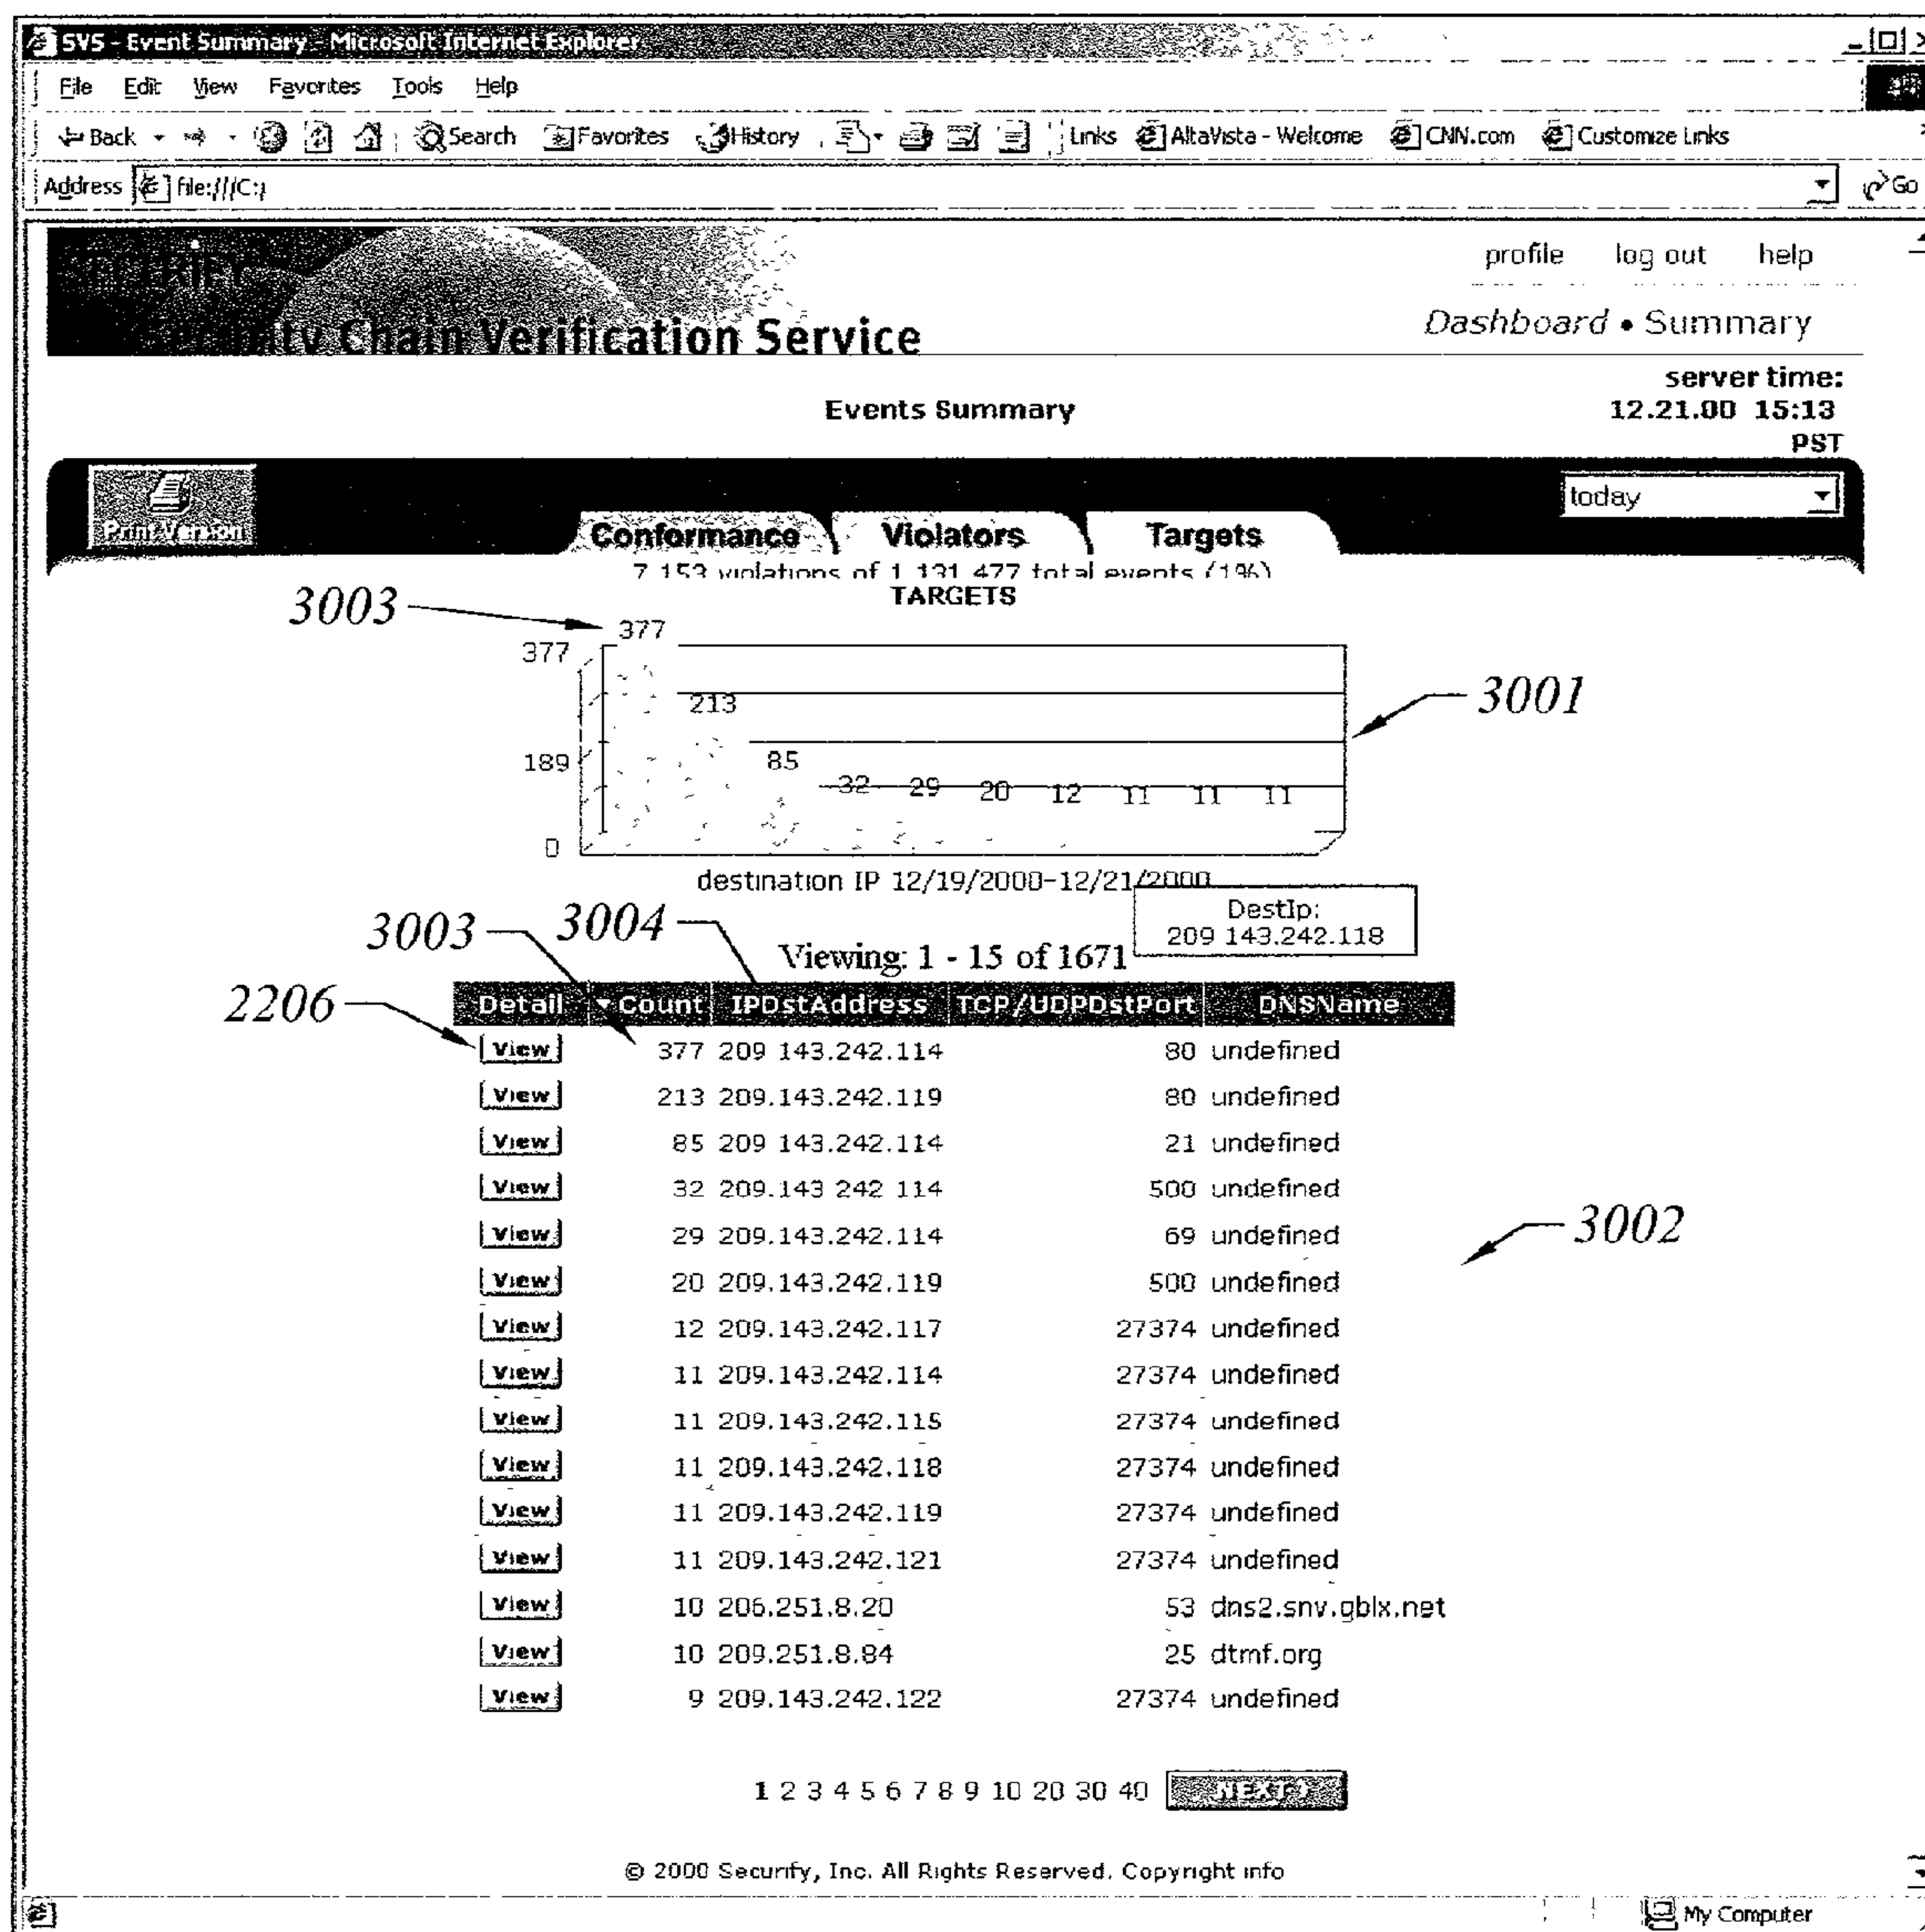 SVS - Event Summary - Microsoft Internet Explorer
File Edit View Favorites Tools Help
Back Search Favorites History Links AltaVista - Welcome CNN.com Customize Links
Address file:///C:/ Go
profile log out help
Security Chain Verification Service
Dashboard • Summary
server time:
Events Summary 12.21.00 15:13
PST
Print Version
today
Conformance Violators Targets
7,153 violations of 1,131,477 total events (1%)
TARGETS
3003
377
377
213
3001
189
85
32 29 20 12 11 11 11
0
destination IP 12/19/2000-12/21/2000
DestIp:
209 143.242.118
3003 3004
Viewing: 1 - 15 of 1671
2206
Detail Count IPDstAddress TCP/UDPDstPort DNSName
View 377 209 143.242.114 80 undefined
View 213 209.143.242.119 80 undefined
View 85 209 143.242.114 21 undefined
View 32 209.143 242 114 500 undefined
View 29 209.143.242.114 69 undefined
3002
View 20 209.143.242.119 500 undefined
View 12 209.143.242.117 27374 undefined
View 11 209.143.242.114 27374 undefined
View 11 209.143.242.115 27374 undefined
View 11 209.143.242.118 27374 undefined
View 11 209.143.242.119 27374 undefined
View 11 209.143.242.121 27374 undefined
View 10 206.251.8.20 53 dns2.snv.gblx.net
View 10 209.251.8.84 25 dtmf.org
View 9 209.143.242.122 27374 undefined
1 2 3 4 5 6 7 8 9 10 20 30 40 NEXT
© 2000 Securify, Inc. All Rights Reserved. Copyright info
My Computer